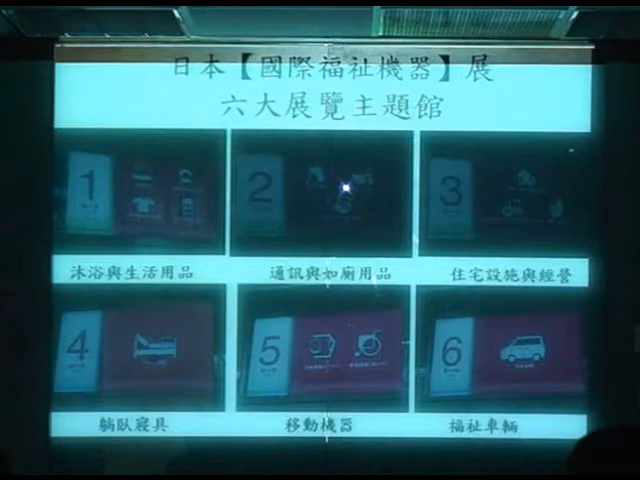 日本【國際福祉機器】展
六大展覽主題館
1
2
3
沐浴與生活用品
通訊與如廁用品
住宅設施與經營
4
5
6
躺臥寢具
移動機器
福祉車輛